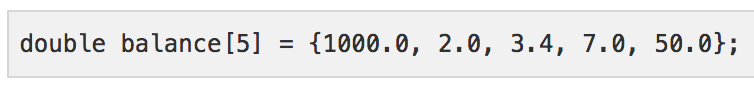 double balance[5] = {1000.0, 2.0, 3.4, 7.0, 50.0};